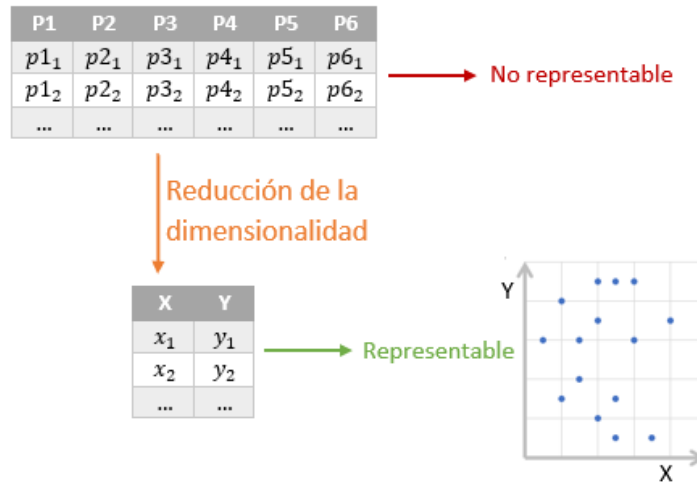 P1 P2 P3 P4 P5 P6
p1₁ p2₁ p3₁ p4₁ p5₁ p6₁
p1₂ p2₂ p3₂ p4₂ p5₂ p6₂
... ... ... ... ... ...
No representable
Reducción de la
dimensionalidad
X Y
x₁ y₁
x₂ y₂
... ...
Representable
Y
X